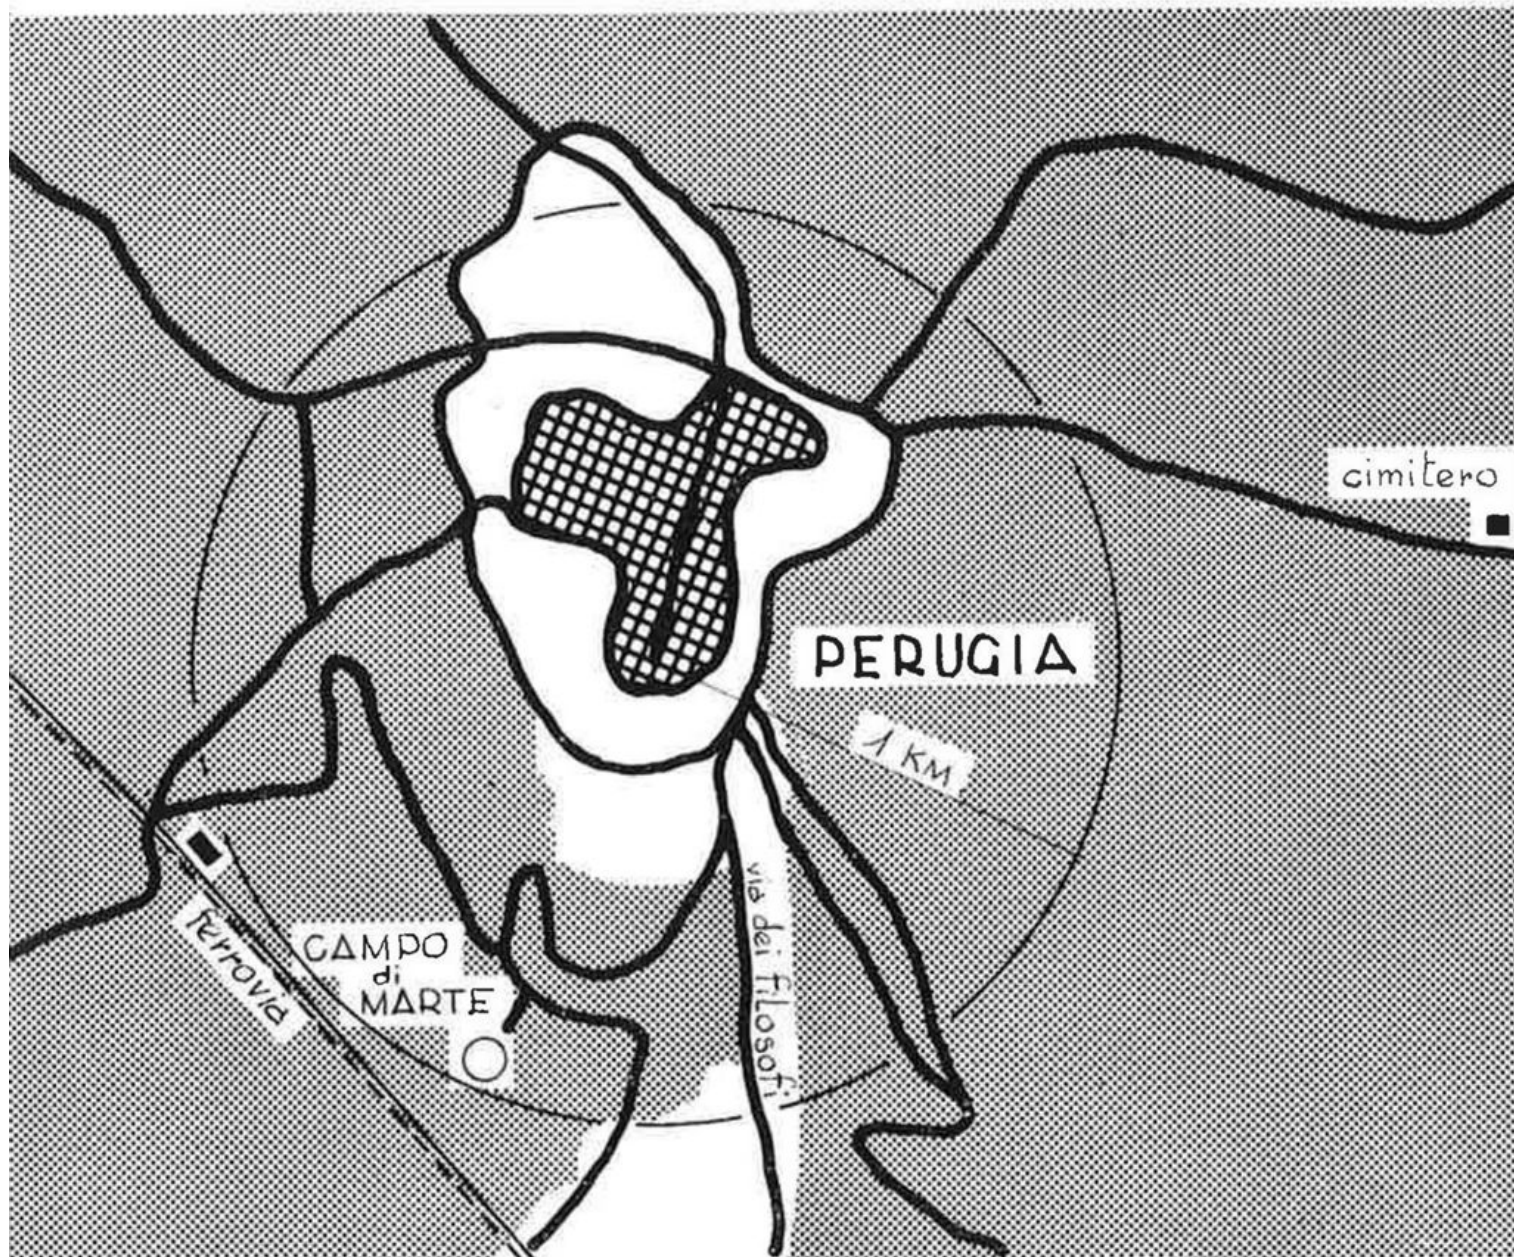 cimitero
PERUGIA
1 KM.
via dei filosofi
CAMPO
di
MARTE
ferrovia